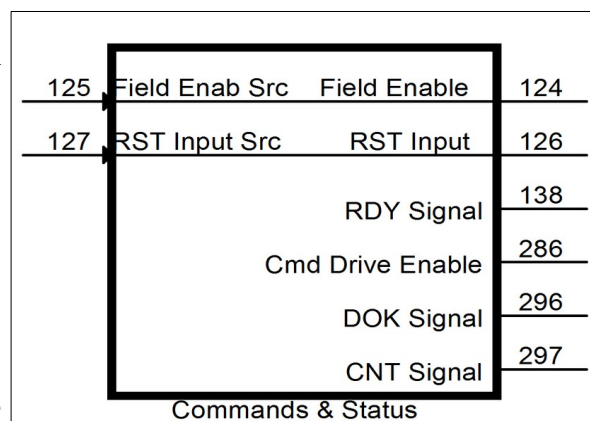 125 Field Enab Src Field Enable 124
127 RST Input Src RST Input 126
RDY Signal 138
Cmd Drive Enable 286
DOK Signal 296
CNT Signal 297
Commands & Status